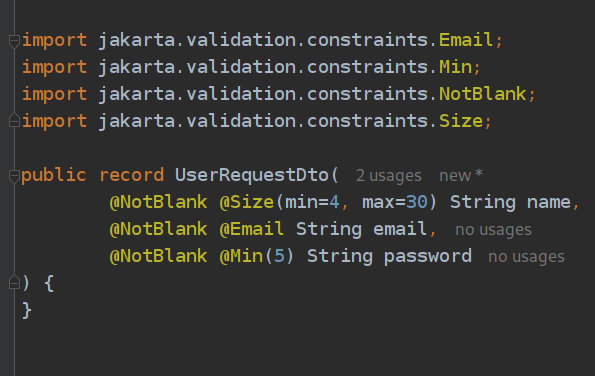 import jakarta.validation.constraints.Email;
import jakarta.validation.constraints.Min;
import jakarta.validation.constraints.NotBlank;
import jakarta.validation.constraints.Size;
public record UserRequestDto( 2 usages new *
@NotBlank @Size(min=4, max=30) String name,
@NotBlank @Email String email, no usages
@NotBlank @Min(5) String password no usages
) {
}